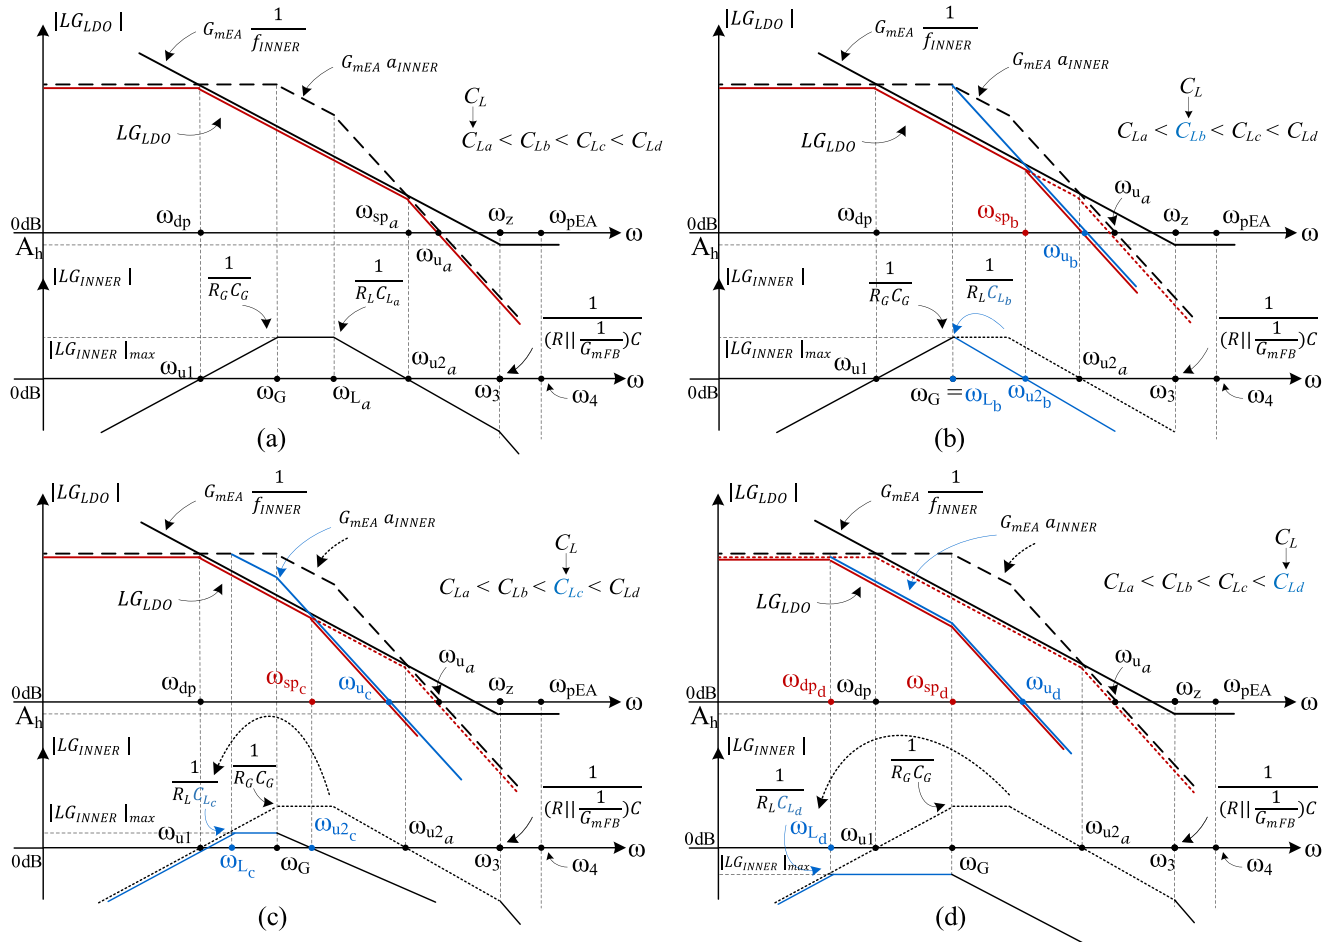 |LG_LDO|
G_mEA 1/f_INNER
G_mEA a_INNER
C_L
C_La < C_Lb < C_Lc < C_Ld
LG_LDO
0dB
ω_dp ω_sp_a ω_u_a ω_z ω_pEA ω
A_h
|LG_INNER|
1/(R_G C_G) 1/(R_L C_L_a) 1/((R||1/G_mFB)C)
|LG_INNER|_max
0dB
ω_u1 ω_G ω_L_a ω_u2_a ω_3 ω_4 ω
(a)
|LG_LDO|
G_mEA 1/f_INNER
G_mEA a_INNER
C_L
C_La < C_Lb < C_Lc < C_Ld
LG_LDO
ω_u_a
0dB
ω_dp ω_sp_b ω_u_b ω_z ω_pEA ω
A_h
|LG_INNER|
1/(R_G C_G) 1/(R_L C_L_b) 1/((R||1/G_mFB)C)
|LG_INNER|_max
0dB
ω_u1 ω_G = ω_L_b ω_u2_b ω_u2_a ω_3 ω_4 ω
(b)
|LG_LDO|
G_mEA 1/f_INNER
G_mEA a_INNER
C_L
C_La < C_Lb < C_Lc < C_Ld
LG_LDO
ω_u_a
0dB
ω_dp ω_sp_c ω_u_c ω_z ω_pEA ω
A_h
|LG_INNER|
1/(R_L C_L_c) 1/(R_G C_G) 1/((R||1/G_mFB)C)
|LG_INNER|_max
0dB
ω_u1 ω_L_c ω_G ω_u2_c ω_u2_a ω_3 ω_4 ω
(c)
|LG_LDO|
G_mEA 1/f_INNER
G_mEA a_INNER
C_L
C_La < C_Lb < C_Lc < C_Ld
LG_LDO
ω_u_a
0dB
ω_dp_d ω_dp ω_sp_d ω_u_d ω_z ω_pEA ω
A_h
|LG_INNER|
1/(R_L C_L_d) 1/(R_G C_G) 1/((R||1/G_mFB)C)
0dB
ω_L_d ω_u1 ω_G ω_u2_a ω_3 ω_4 ω
|LG_INNER|_max
(d)